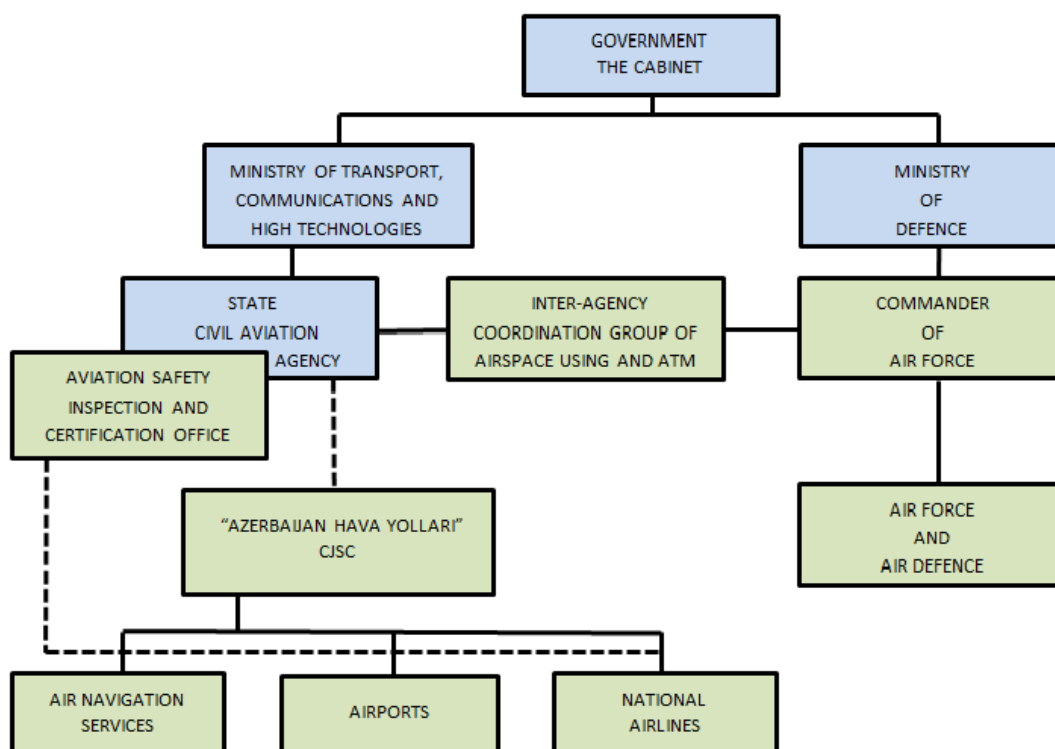 GOVERNMENT
THE CABINET
MINISTRY OF TRANSPORT,
COMMUNICATIONS AND
HIGH TECHNOLOGIES
MINISTRY
OF
DEFENCE
STATE
CIVIL AVIATION
AGENCY
INTER-AGENCY
COORDINATION GROUP OF
AIRSPACE USING AND ATM
COMMANDER
OF
AIR FORCE
AVIATION SAFETY
INSPECTION AND
CERTIFICATION OFFICE
“AZERBAIJAN HAVA YOLLARI”
CJSC
AIR FORCE
AND
AIR DEFENCE
AIR NAVIGATION
SERVICES
AIRPORTS
NATIONAL
AIRLINES